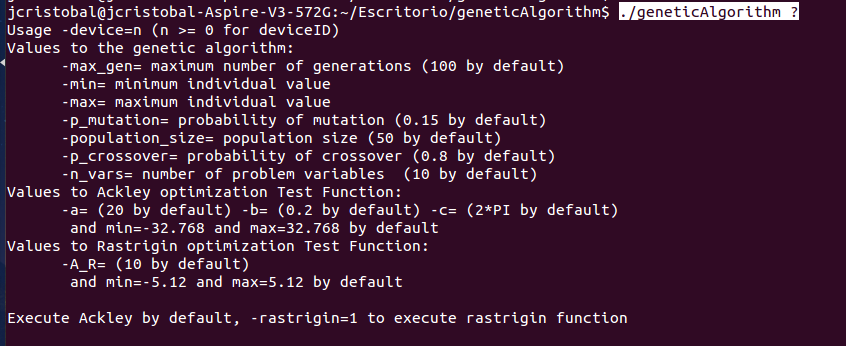 jcristobal@jcristobal-Aspire-V3-572G:~/Escritorio/geneticAlgorithm$ ./geneticAlgorithm ?
Usage -device=n (n >= 0 for deviceID)
Values to the genetic algorithm:
-max_gen= maximum number of generations (100 by default)
-min= minimum individual value
-max= maximum individual value
-p_mutation= probability of mutation (0.15 by default)
-population_size= population size (50 by default)
-p_crossover= probability of crossover (0.8 by default)
-n_vars= number of problem variables  (10 by default)
Values to Ackley optimization Test Function:
-a= (20 by default) -b= (0.2 by default) -c= (2*PI by default)
and min=-32.768 and max=32.768 by default
Values to Rastrigin optimization Test Function:
-A_R= (10 by default)
and min=-5.12 and max=5.12 by default
Execute Ackley by default, -rastrigin=1 to execute rastrigin function